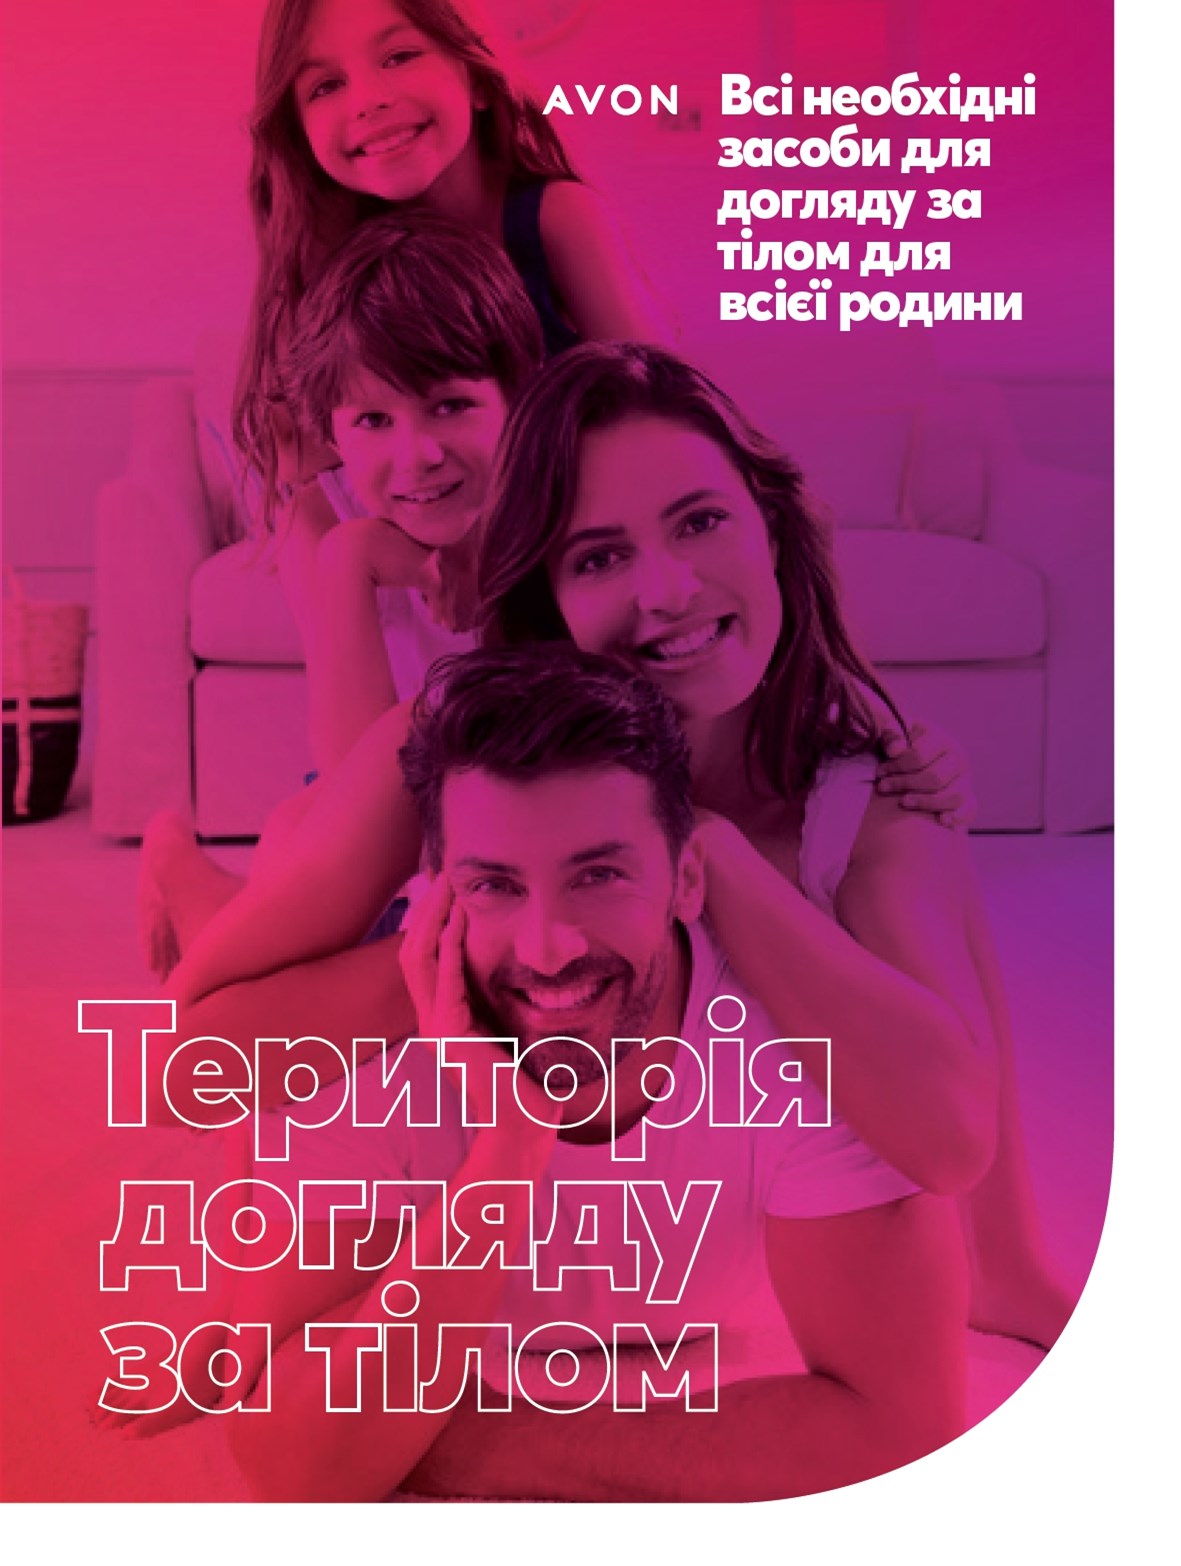 AVON
Всі необхідні
засоби для
догляду за
тілом для
всієї родини
Територія
догляду
за тілом